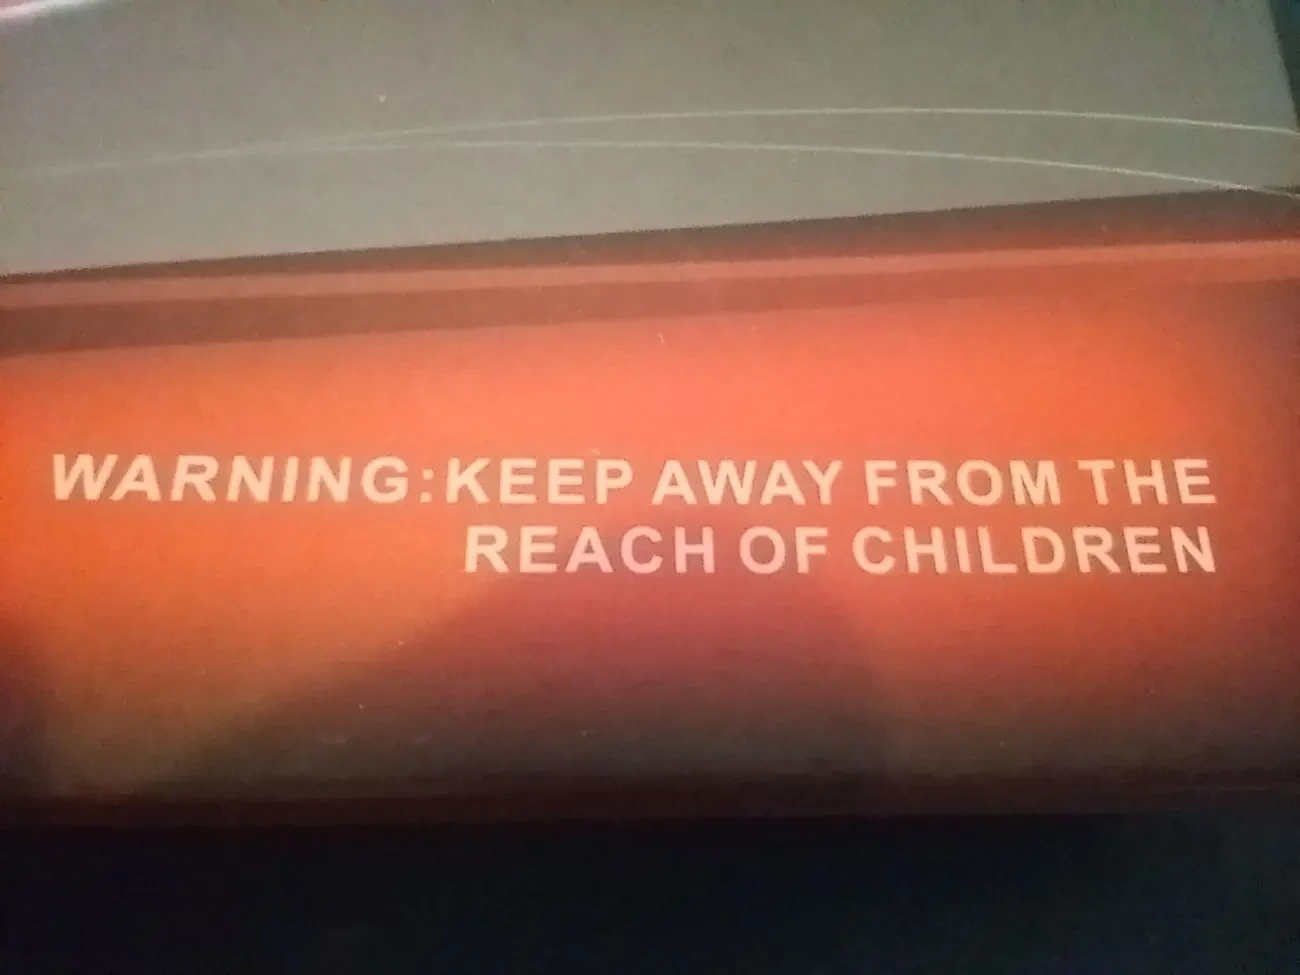 WARNING:KEEP AWAY FROM THE
REACH OF CHILDREN